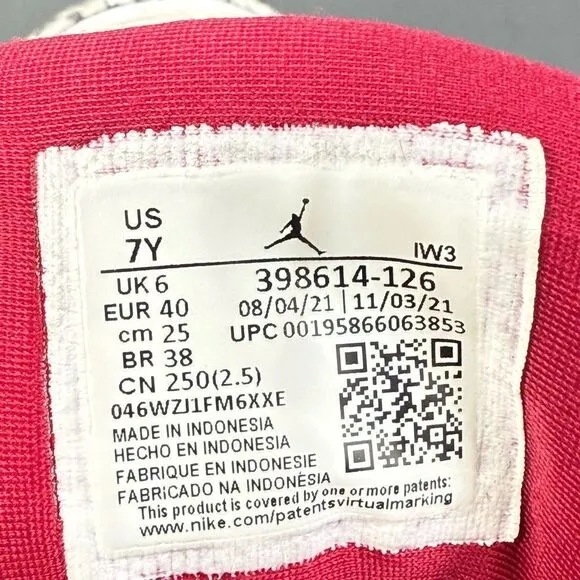 US
7Y
IW3
UK 6
398614-126
EUR 40
08/04/21 | 11/03/21
cm 25
UPC 00195866063853
BR 38
CN 250(2.5)
046WZJ1FM6XXE
MADE IN INDONESIA
HECHO EN INDONESIA
FABRIQUE EN INDONESIE
FABRICADO NA INDONÉSIA
This product is covered by one or more patents:
www.nike.com/patentsvirtualmarking